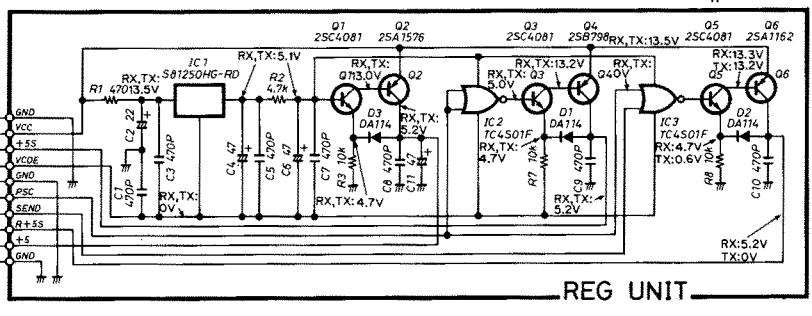 Q1
2SC4081
Q2
2SA1576
Q3
2SC4081
Q4
2SB798
Q5
2SC4081
Q6
2SA1162
RX,TX:13.5V
IC1
S81250HG-RD
RX,TX:5.1V
R1 470
RX,TX:
13.5V
R2
4.7k
RX,TX:
13.0V
Q1
Q2
RX,TX:
5.2V
RX,TX:
5.0V
Q3
RX,TX:
13.2V
Q4
RX,TX:
0V
RX:13.3V
TX:13.2V
Q5
Q6
D3
DA114
D1
DA114
D2
DA114
IC2
TC4S01F
IC3
TC4S01F
RX,TX:
4.7V
RX:4.7V
TX:0.6V
C2 22
C1
470P
C3 470P
C4 47
C5 470P
C6 47
C7 470P
R3 10k
C8 470P
C11 47
R7 10k
C9 470P
R8 10k
C10 470P
RX,TX:
0V
RX,TX:4.7V
RX,TX:
5.2V
RX:5.2V
TX:0V
GND
VCC
+5S
VCOE
GND
PSC
SEND
R+5S
+5
GND
REG UNIT